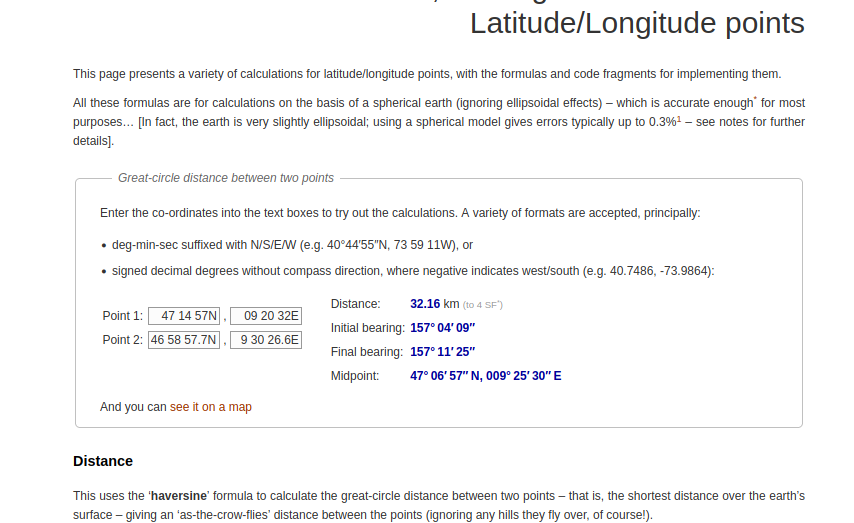 Latitude/Longitude points
This page presents a variety of calculations for latitude/longitude points, with the formulas and code fragments for implementing them.
All these formulas are for calculations on the basis of a spherical earth (ignoring ellipsoidal effects) – which is accurate enough* for most
purposes… [In fact, the earth is very slightly ellipsoidal; using a spherical model gives errors typically up to 0.3%¹ – see notes for further
details].
Great-circle distance between two points
Enter the co-ordinates into the text boxes to try out the calculations. A variety of formats are accepted, principally:
• deg-min-sec suffixed with N/S/E/W (e.g. 40°44′55″N, 73 59 11W), or
• signed decimal degrees without compass direction, where negative indicates west/south (e.g. 40.7486, -73.9864):
Point 1: 47 14 57N , 09 20 32E
Point 2: 46 58 57.7N , 9 30 26.6E
Distance: 32.16 km (to 4 SF*)
Initial bearing: 157° 04′ 09″
Final bearing: 157° 11′ 25″
Midpoint: 47° 06′ 57″ N, 009° 25′ 30″ E
And you can see it on a map
Distance
This uses the ‘haversine’ formula to calculate the great-circle distance between two points – that is, the shortest distance over the earth’s
surface – giving an ‘as-the-crow-flies’ distance between the points (ignoring any hills they fly over, of course!).